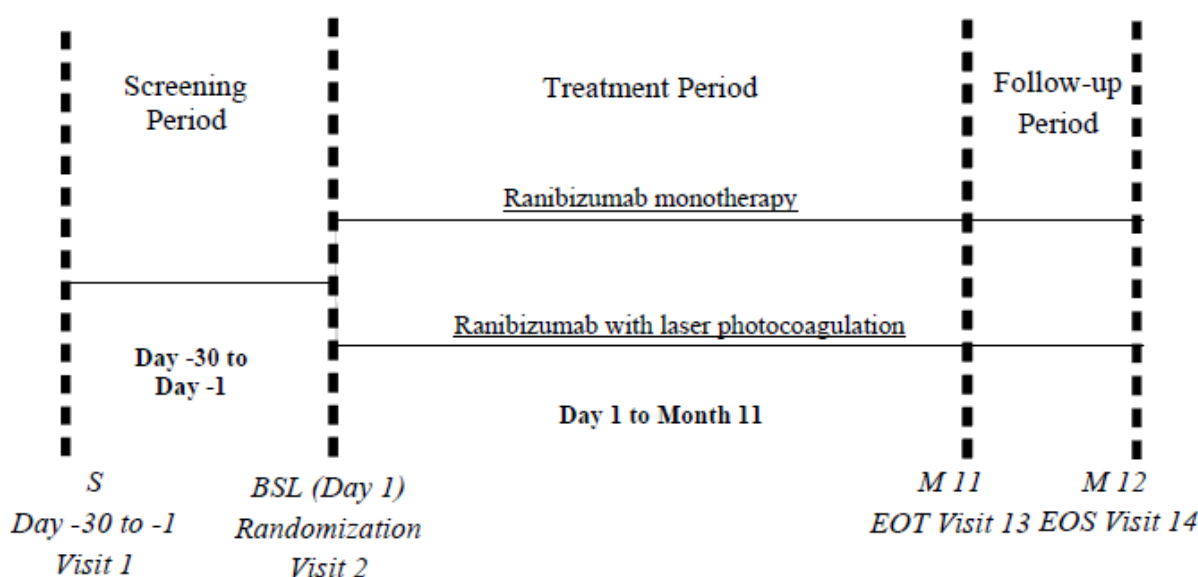 Screening
Period
Treatment Period
Follow-up
Period
Ranibizumab monotherapy
Ranibizumab with laser photocoagulation
Day -30 to
Day -1
Day 1 to Month 11
S
Day -30 to -1
Visit 1
BSL (Day 1)
Randomization
Visit 2
M 11
EOT Visit 13
M 12
EOS Visit 14